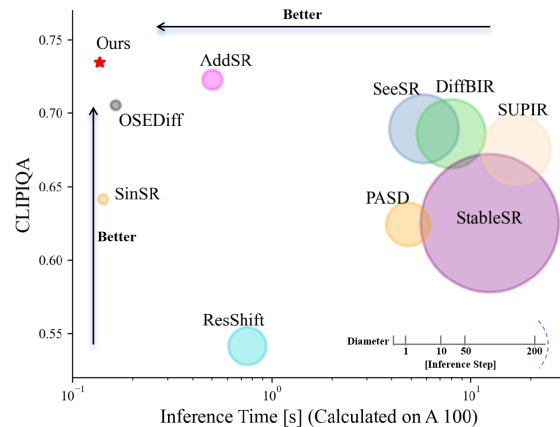 Better
0.75
Ours
AddSR
SeeSR
DiffBIR
SUPIR
0.70
OSEDiff
CLIPIQA
0.65
SinSR
PASD
StableSR
Better
0.60
ResShift
Diameter
1
10
50
200
[Inference Step]
0.55
10⁻¹
10⁰
10¹
Inference Time [s] (Calculated on A 100)